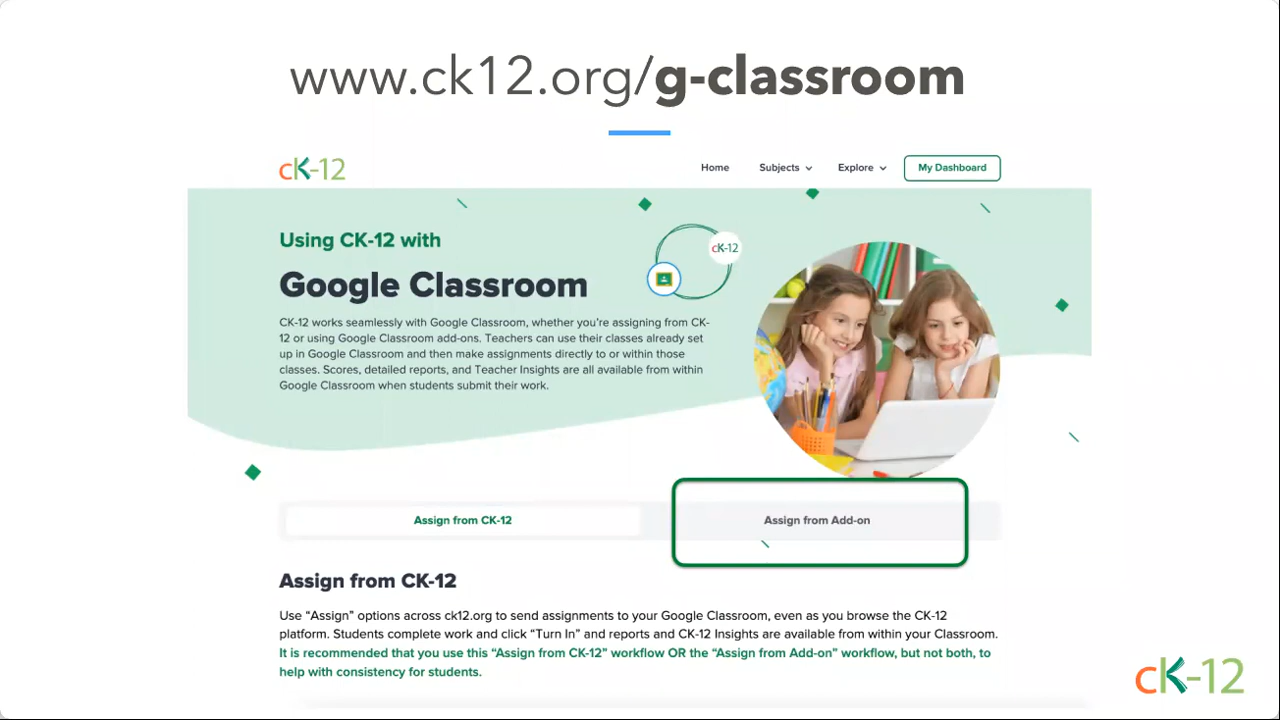 www.ck12.org/g-classroom
cK-12
Home
Subjects
Explore
My Dashboard
Using CK-12 with
cK-12
Google Classroom
CK-12 works seamlessly with Google Classroom, whether you’re assigning from CK-
12 or using Google Classroom add-ons. Teachers can use their classes already set
up in Google Classroom and then make assignments directly to or within those
classes. Scores, detailed reports, and Teacher Insights are all available from within
Google Classroom when students submit their work.
Assign from CK-12
Assign from Add-on
Assign from CK-12
Use “Assign” options across ck12.org to send assignments to your Google Classroom, even as you browse the CK-12
platform. Students complete work and click “Turn In” and reports and CK-12 Insights are available from within your Classroom.
It is recommended that you use this “Assign from CK-12” workflow OR the “Assign from Add-on” workflow, but not both, to
help with consistency for students.
cK-12